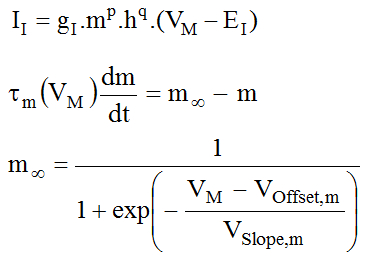 I_I = g_I.m^p.h^q.(V_M − E_I)
τ_m(V_M) dm/dt = m_∞ − m
m_∞ = 1 / (1 + exp(−(V_M − V_Offset,m) / V_Slope,m))